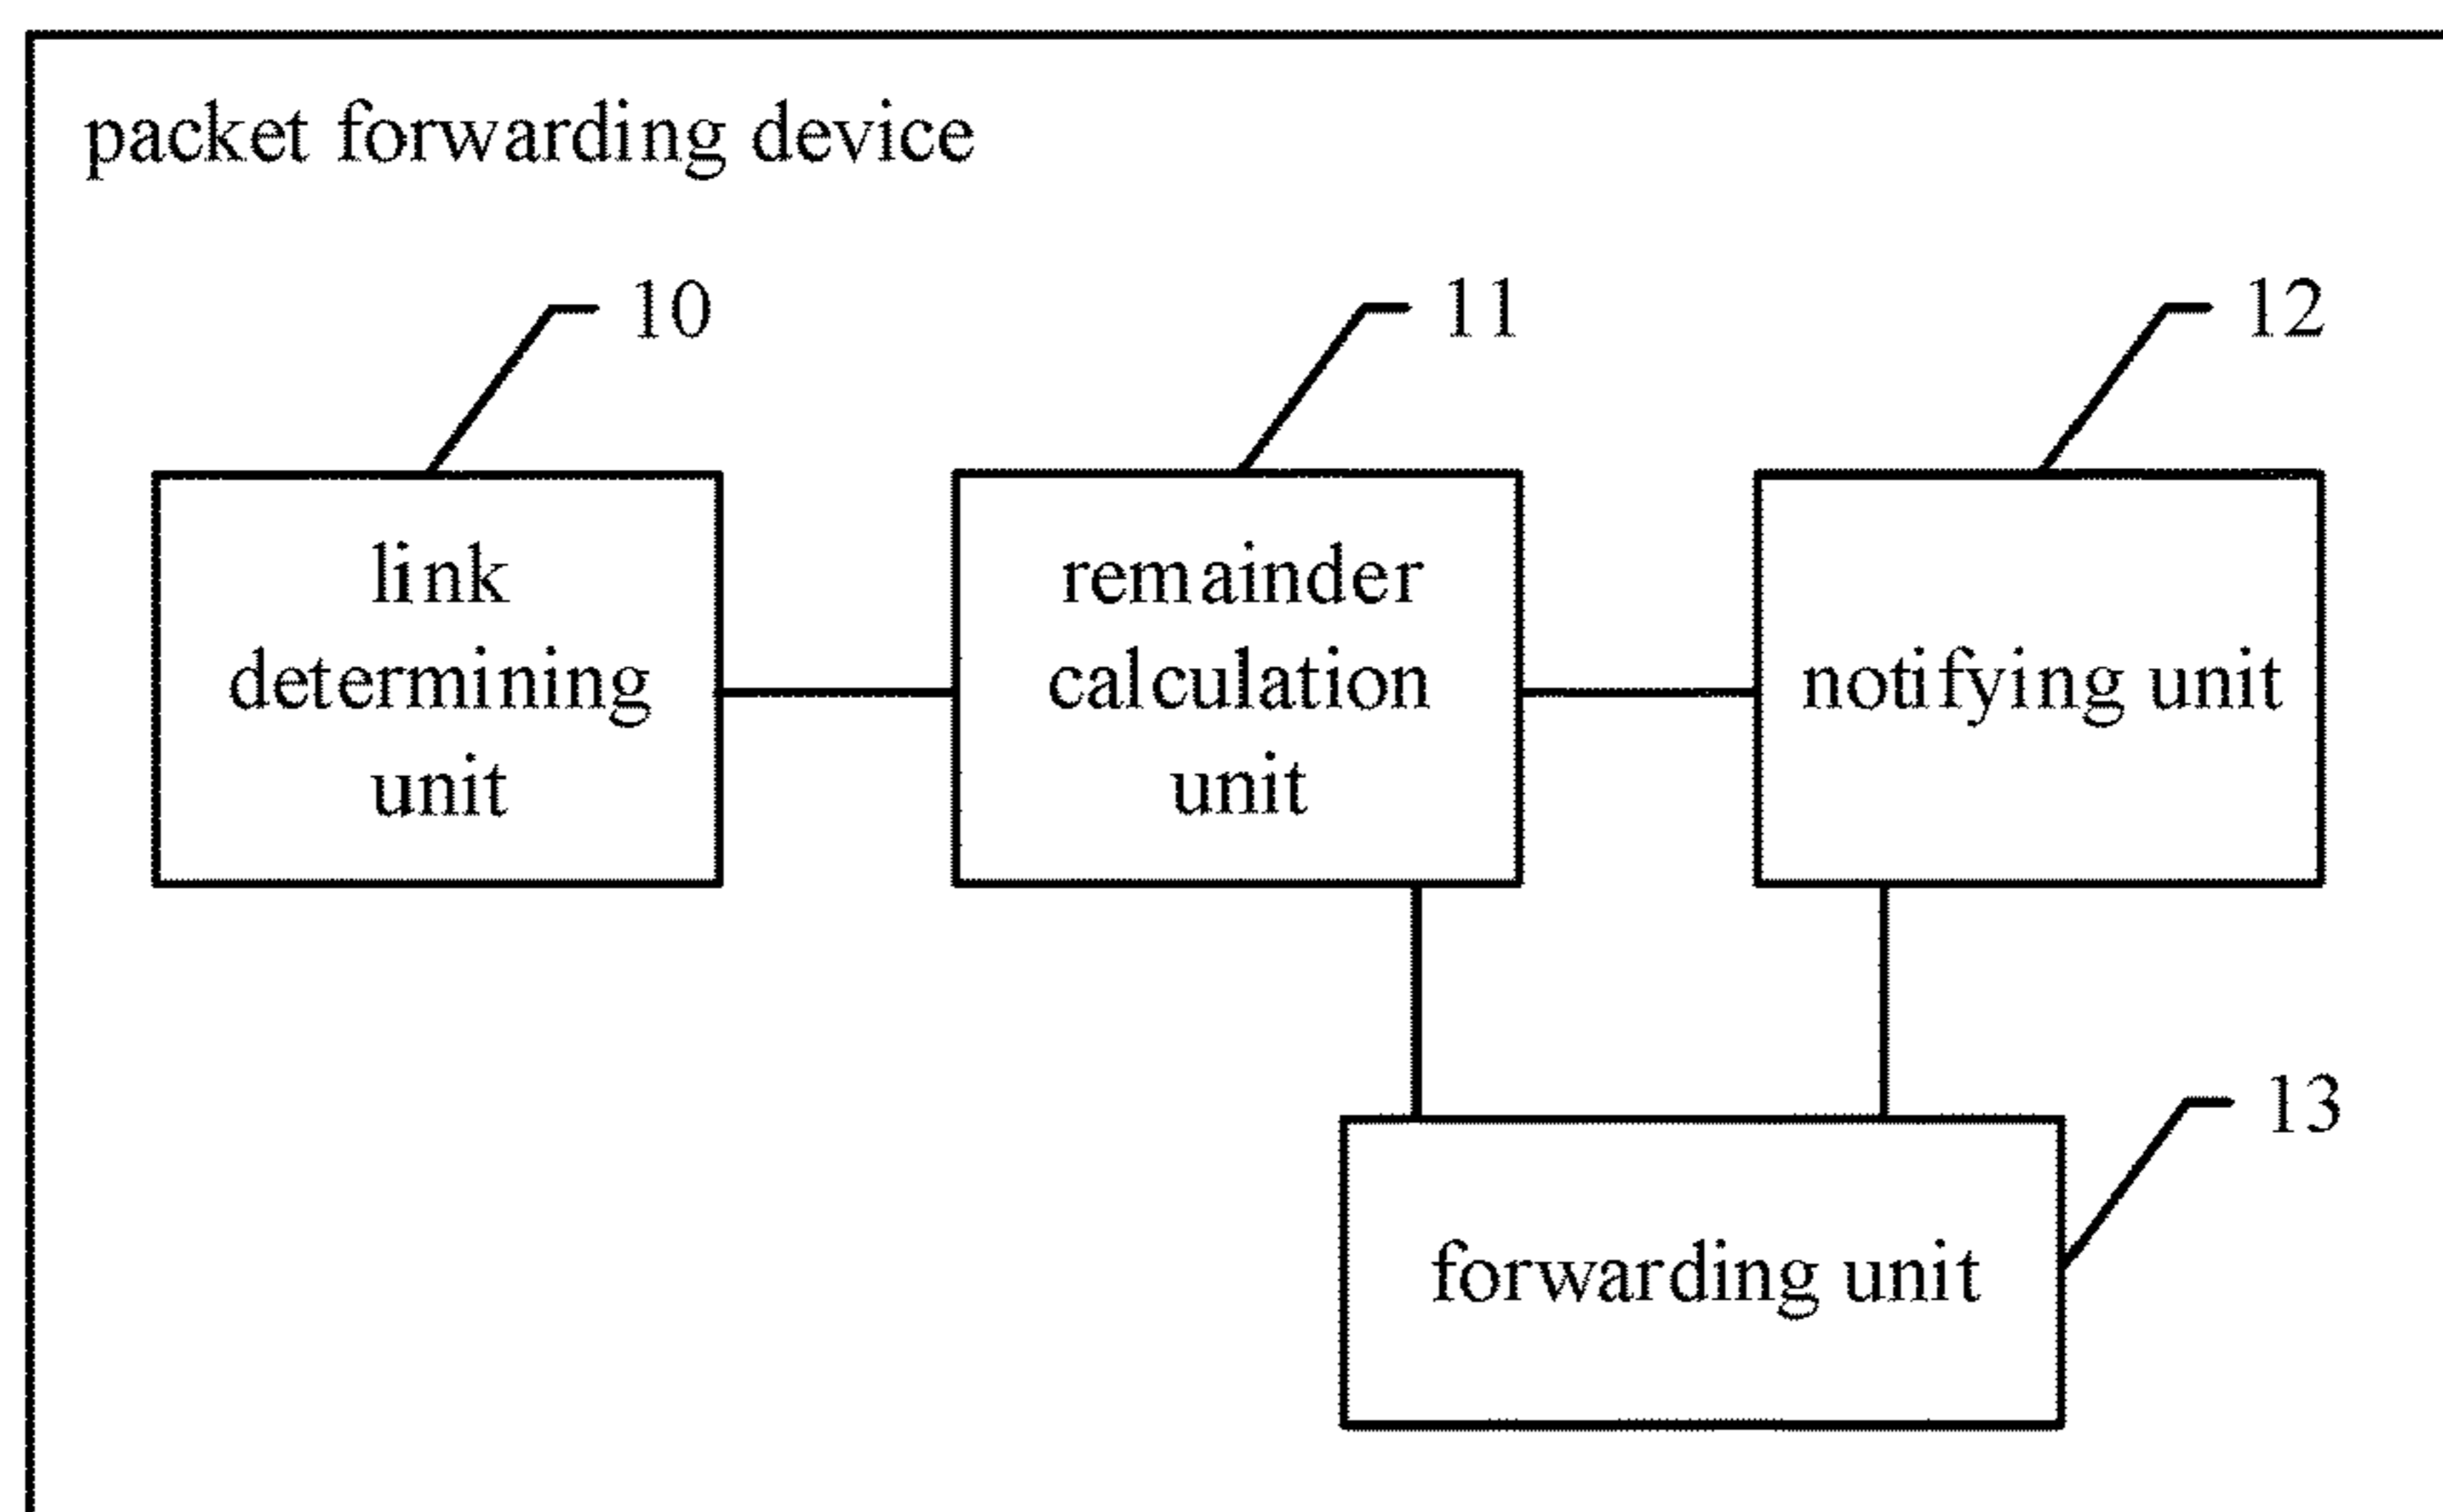 packet forwarding device
10
11
12
link
determining
unit
remainder
calculation
unit
notifying unit
13
forwarding unit